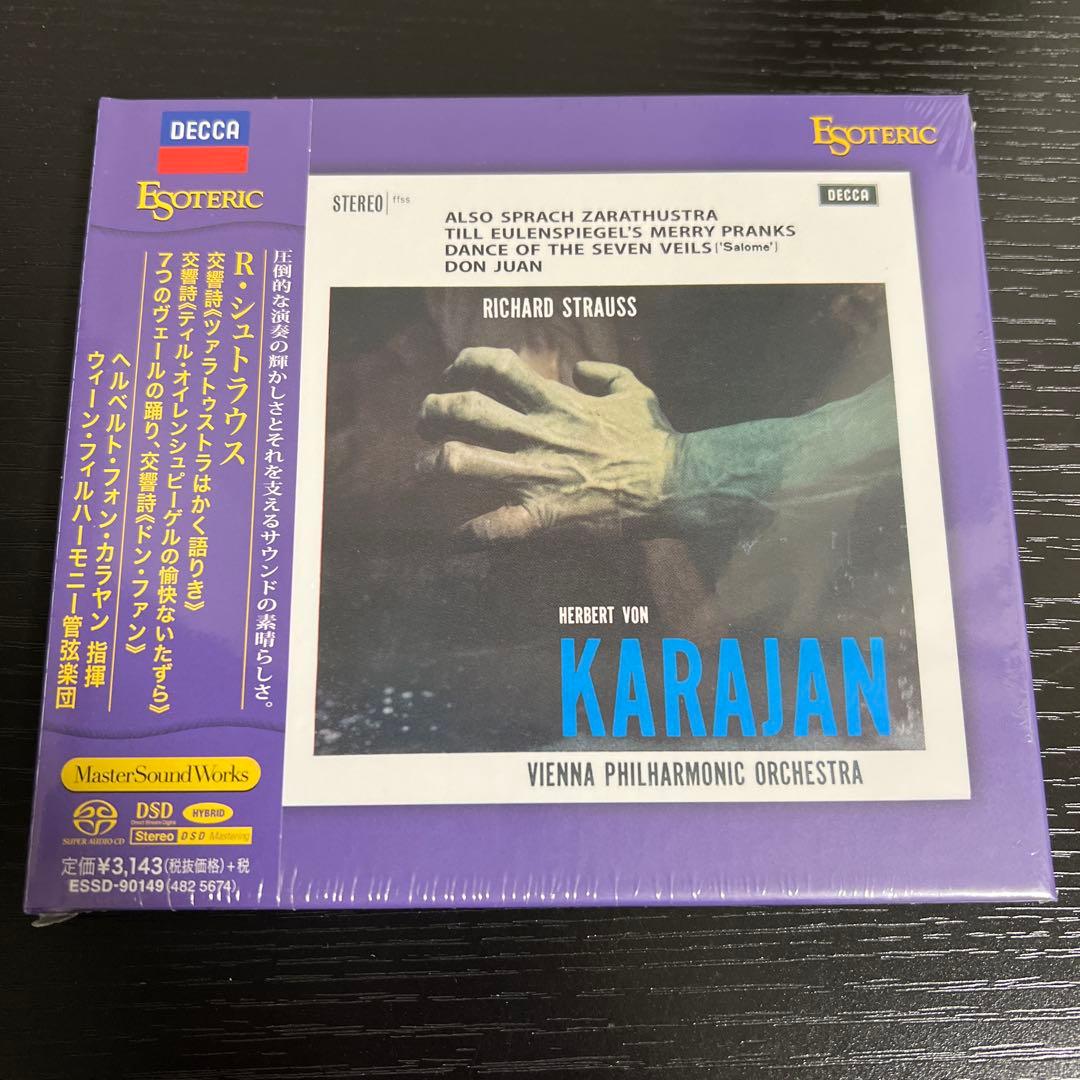 DECCA
ESOTERIC
圧倒的な演奏の輝かしさとそれを支えるサウンドの素晴らしさ。
R・シュトラウス
交響詩《ツァラトゥストラはかく語りき》
交響詩《ティル・オイレンシュピーゲルの愉快ないたずら》
7つのヴェールの踊り、交響詩《ドン・ファン》
ヘルベルト・フォン・カラヤン 指揮
ウィーン・フィルハーモニー管弦楽団
MasterSoundWorks
SUPER AUDIO CD
DSD
Direct Stream Digital
HYBRID
Stereo DSD Mastering
定価¥3,143(税抜価格)+税
ESSD-90149(482 5674)
ESOTERIC
STEREO ffss
DECCA
ALSO SPRACH ZARATHUSTRA
TILL EULENSPIEGEL'S MERRY PRANKS
DANCE OF THE SEVEN VEILS('Salome')
DON JUAN
RICHARD STRAUSS
HERBERT VON
KARAJAN
VIENNA PHILHARMONIC ORCHESTRA